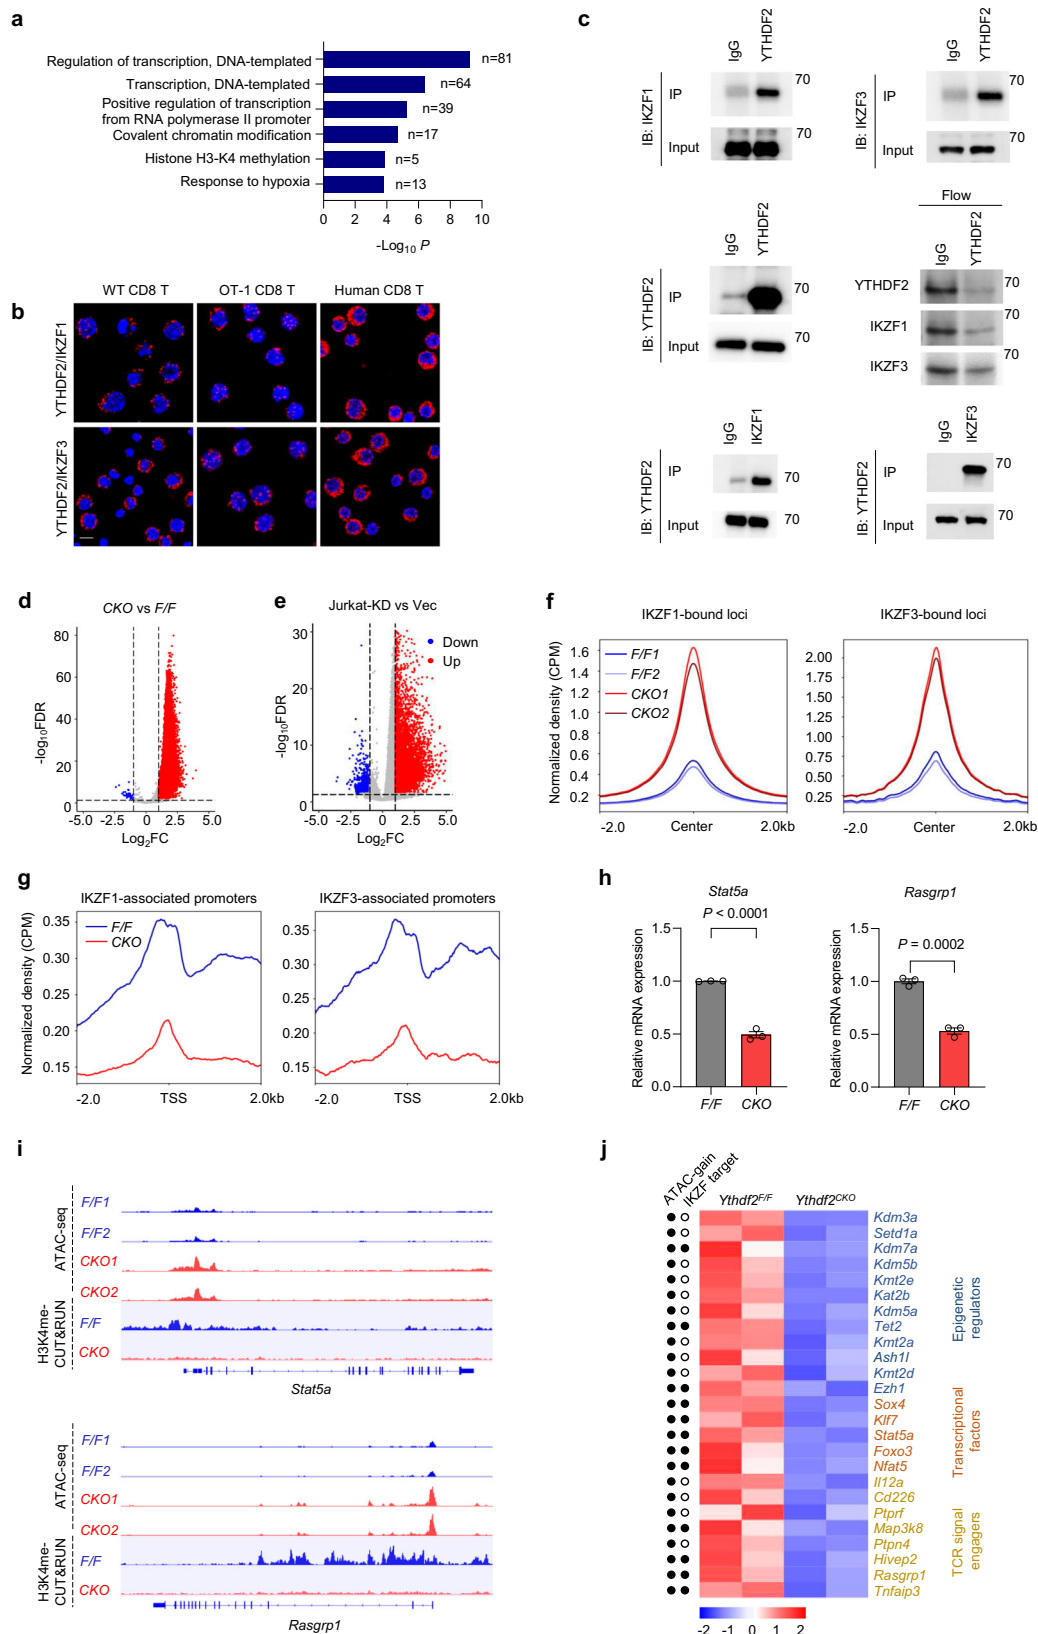 a
Regulation of transcription, DNA-templated
n=81
Transcription, DNA-templated
n=64
Positive regulation of transcription
from RNA polymerase II promoter
n=39
Covalent chromatin modification
n=17
Histone H3-K4 methylation
n=5
Response to hypoxia
n=13
0 2 4 6 8 10
-Log10 P
b
WT CD8 T OT-1 CD8 T Human CD8 T
YTHDF2/IKZF1
YTHDF2/IKZF3
c
IgG YTHDF2
IB: IKZF1
IP 70
Input 70
IgG YTHDF2
IB: IKZF3
IP 70
Input 70
IgG YTHDF2
IB: YTHDF2
IP 70
Input 70
Flow
IgG YTHDF2
YTHDF2 70
IKZF1 70
IKZF3 70
IgG IKZF1
IB: YTHDF2
IP 70
Input 70
IgG IKZF3
IB: YTHDF2
IP 70
Input 70
d
CKO vs F/F
-log10FDR
80
60
40
20
0
-5.0 -2.5 0 2.5 5.0
Log2FC
e
Jurkat-KD vs Vec
Down
Up
-log10FDR
30
20
10
0
-5.0 -2.5 0 2.5 5.0
Log2FC
f
IKZF1-bound loci
Normalized density (CPM)
F/F1
F/F2
CKO1
CKO2
1.6
1.4
1.2
1.0
0.8
0.6
0.4
0.2
-2.0 Center 2.0kb
IKZF3-bound loci
2.00
1.75
1.50
1.25
1.00
0.75
0.50
0.25
-2.0 Center 2.0kb
g
IKZF1-associated promoters
Normalized density (CPM)
F/F
CKO
0.35
0.30
0.25
0.20
0.15
-2.0 TSS 2.0kb
IKZF3-associated promoters
0.35
0.30
0.25
0.20
0.15
-2.0 TSS 2.0kb
h
Stat5a
P < 0.0001
Relative mRNA expression
1.5
1.0
0.5
0.0
F/F CKO
Rasgrp1
P = 0.0002
Relative mRNA expression
1.5
1.0
0.5
0.0
F/F CKO
i
ATAC-seq
F/F1
F/F2
CKO1
CKO2
H3K4me-
CUT&RUN
F/F
CKO
Stat5a
ATAC-seq
F/F1
F/F2
CKO1
CKO2
H3K4me-
CUT&RUN
F/F
CKO
Rasgrp1
j
ATAC-gain
IKZF target
Ythdf2F/F Ythdf2CKO
Kdm3a
Setd1a
Kdm7a
Kdm5b
Kmt2e
Kat2b
Kdm5a
Tet2
Kmt2a
Ash1l
Kmt2d
Ezh1
Sox4
Klf7
Stat5a
Foxo3
Nfat5
Il12a
Cd226
Ptprf
Map3k8
Ptpn4
Hivep2
Rasgrp1
Tnfaip3
Epigenetic
regulators
Transcriptional
factors
TCR signal
engagers
-2 -1 0 1 2